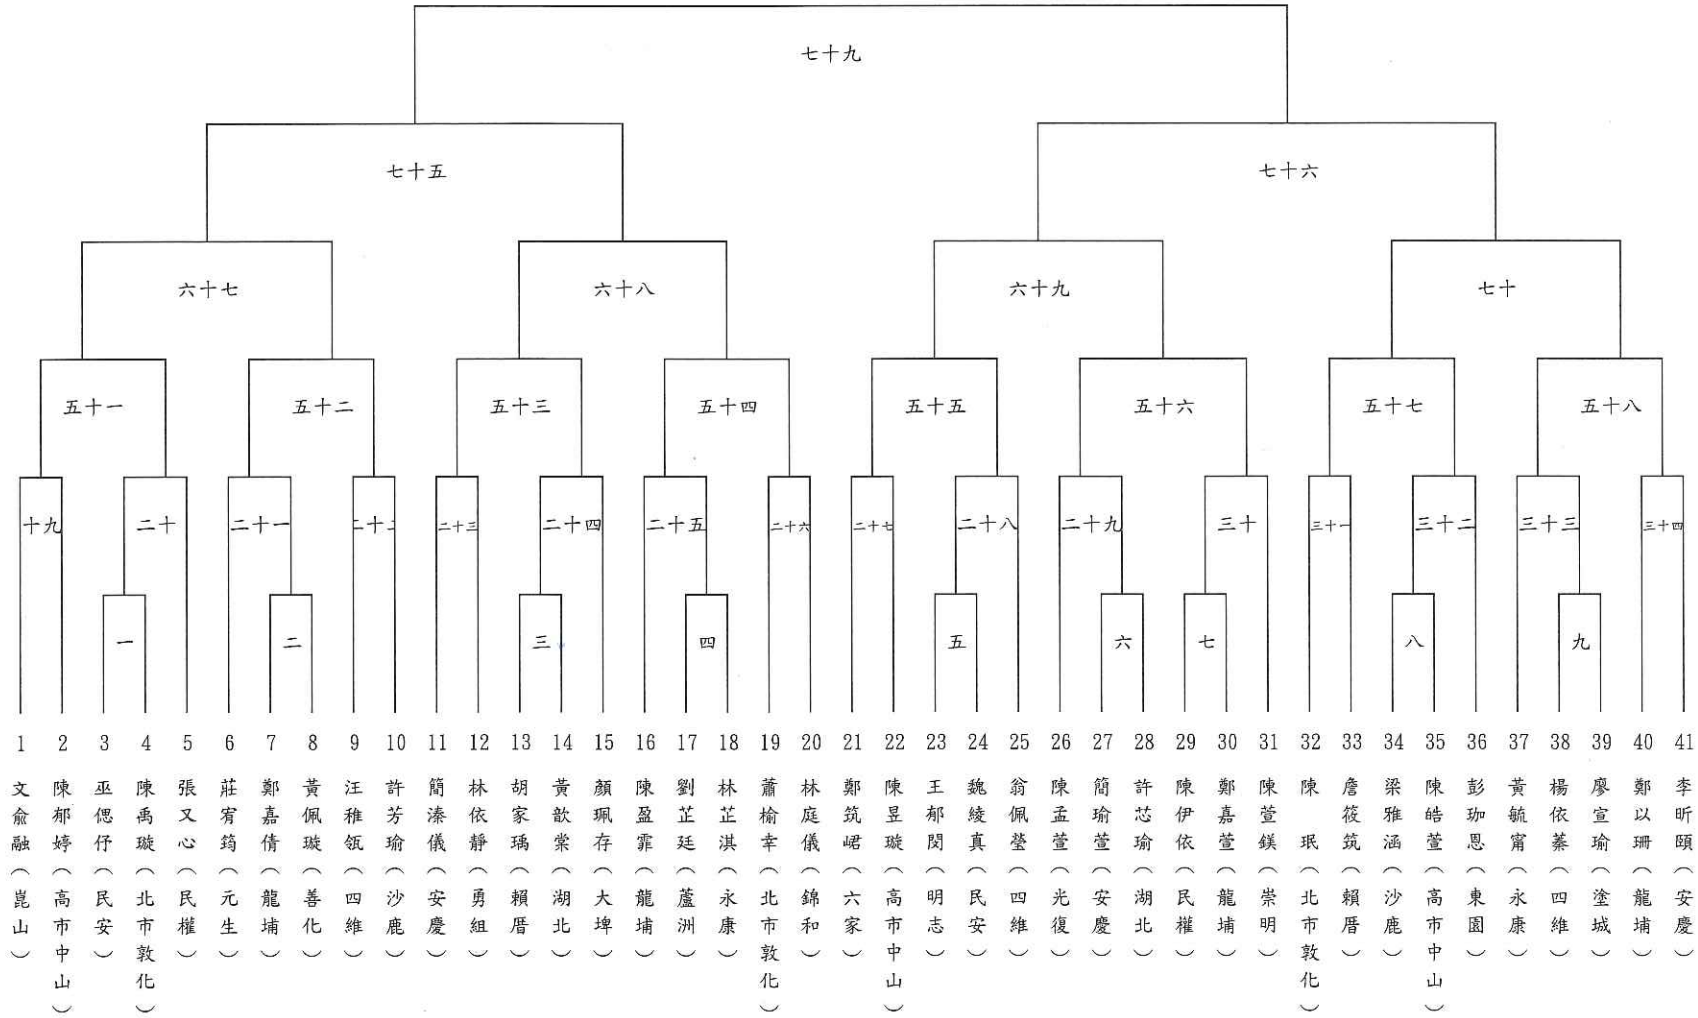 七十九
七十五 七十六
六十七 六十八 六十九 七十
五十一 五十二 五十三 五十四 五十五 五十六 五十七 五十八
十九 二十 二十一 二十二 二十三 二十四 二十五 二十六 二十七 二十八 二十九 三十 三十一 三十二 三十三 三十四
一 二 三 四 五 六 七 八 九
1 2 3 4 5 6 7 8 9 10 11 12 13 14 15 16 17 18 19 20 21 22 23 24 25 26 27 28 29 30 31 32 33 34 35 36 37 38 39 40 41
文俞融(崑山)
陳郁婷(高市中山)
巫偲伃(民安)
陳禹璇(北市敦化)
張又心(民權)
莊宥筠(元生)
鄭嘉倩(龍埔)
黃佩璇(善化)
汪稚瓴(四維)
許芳瑜(沙鹿)
簡溱儀(安慶)
林依靜(勇組)
胡家瑀(賴厝)
黃歆棠(湖北)
顏珮存(大埤)
陳盈霏(龍埔)
劉芷廷(蘆洲)
林芷淇(永康)
蕭榆幸(北市敦化)
林庭儀(錦和)
鄭筑峮(六家)
陳昱璇(高市中山)
王郁閔(明志)
魏綾真(民安)
翁佩瑩(四維)
陳孟萱(光復)
簡瑜萱(安慶)
許芯瑜(湖北)
陳伊依(民權)
鄭嘉萱(龍埔)
陳萱鎂(崇明)
陳珉(北市敦化)
詹筱筑(賴厝)
梁雅涵(沙鹿)
陳皓萱(高市中山)
彭珈恩(東園)
黃毓甯(永康)
楊依蓁(四維)
廖宣瑜(塗城)
鄭以珊(龍埔)
李昕頤(安慶)